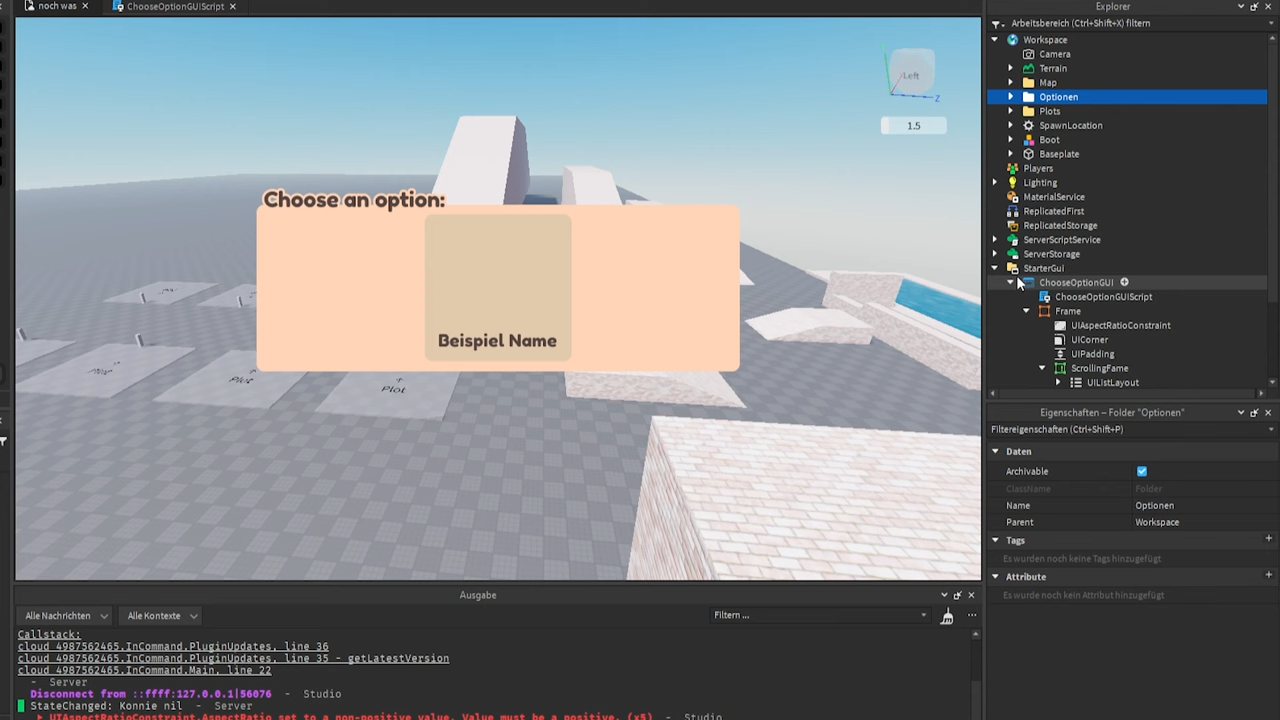 noch was
ChooseOptionGUIScript
Explorer
Arbeitsbereich (Ctrl+Shift+X) filtern
Workspace
Camera
Terrain
Map
Optionen
Plots
SpawnLocation
Boot
Baseplate
Players
Lighting
MaterialService
ReplicatedFirst
ReplicatedStorage
ServerScriptService
ServerStorage
StarterGui
ChooseOptionGUI
ChooseOptionGUIScript
Frame
UIAspectRatioConstraint
UICorner
UIPadding
ScrollingFame
UIListLayout
Left
Z
1.5
Choose an option:
Beispiel Name
Plot
Plot
Eigenschaften – Folder "Optionen"
Filtereigenschaften (Ctrl+Shift+P)
Daten
Archivable
ClassName Folder
Name Optionen
Parent Workspace
Tags
Es wurden noch keine Tags hinzugefügt
Attribute
Es wurde noch kein Attribut hinzugefügt
Ausgabe
Alle Nachrichten
Alle Kontexte
Filtern ...
Callstack:
cloud_4987562465.InCommand.PluginUpdates, line 36
cloud_4987562465.InCommand.PluginUpdates, line 35 - getLatestVersion
cloud_4987562465.InCommand.Main, line 22
- Server
Disconnect from ::ffff:127.0.0.1|56076 - Studio
StateChanged: Konnie nil - Server
UIAspectRatioConstraint.AspectRatio set to a non-positive value. Value must be a positive. (x5) - Studio